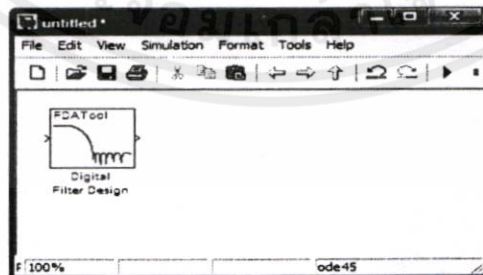 untitled *
File Edit View Simulation Format Tools Help
FDATool
Digital
Filter Design
100%
ode45